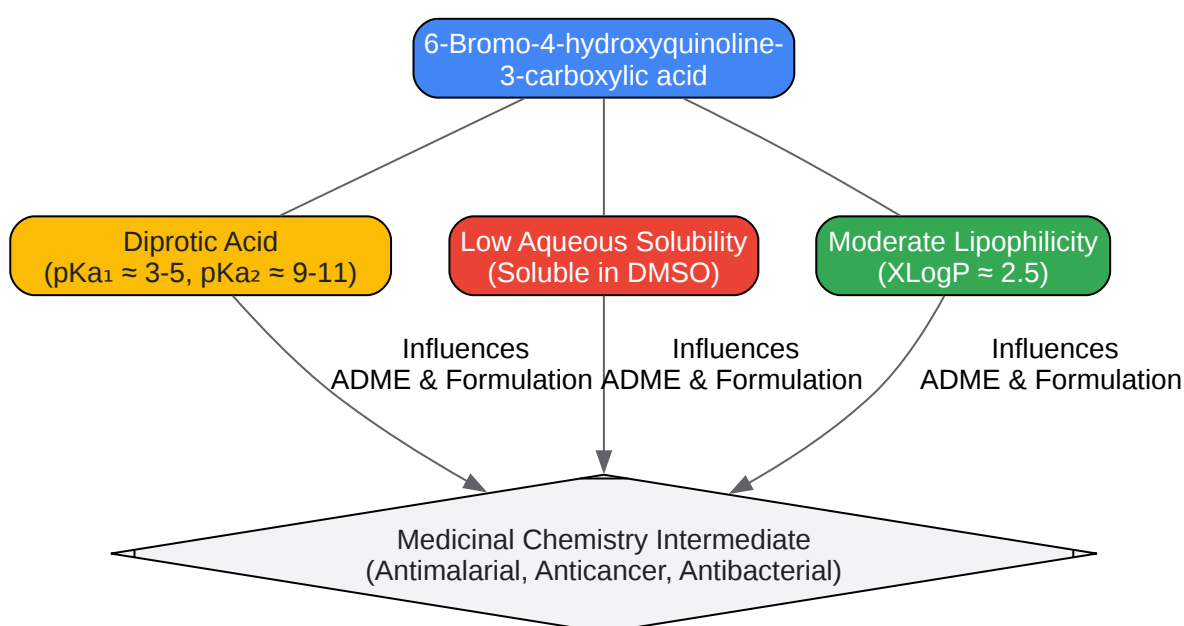 6-Bromo-4-hydroxyquinoline-
3-carboxylic acid
Diprotic Acid
(pKa₁ ≈ 3-5, pKa₂ ≈ 9-11)
Low Aqueous Solubility
(Soluble in DMSO)
Moderate Lipophilicity
(XLogP ≈ 2.5)
Influences
ADME & Formulation
Influences
ADME & Formulation
Influences
ADME & Formulation
Medicinal Chemistry Intermediate
(Antimalarial, Anticancer, Antibacterial)